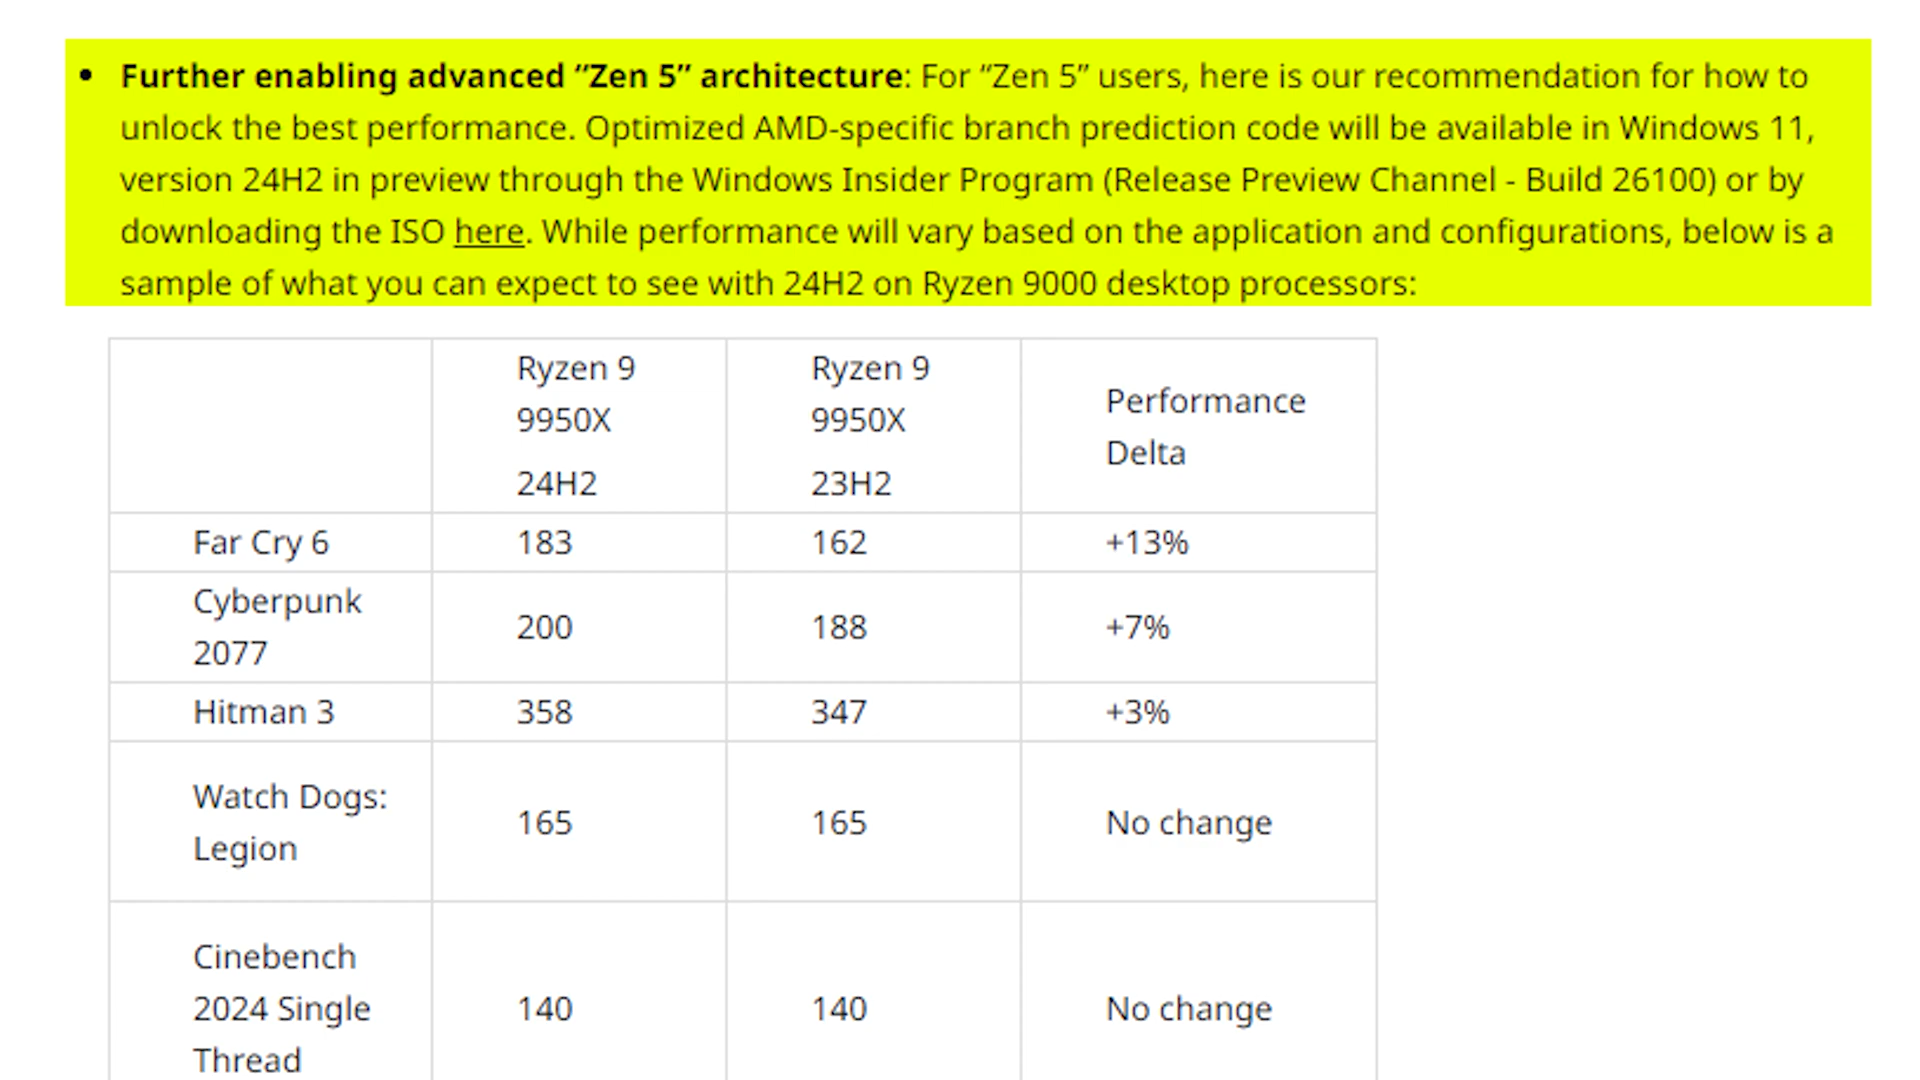 • Further enabling advanced “Zen 5” architecture: For “Zen 5” users, here is our recommendation for how to
unlock the best performance. Optimized AMD-specific branch prediction code will be available in Windows 11,
version 24H2 in preview through the Windows Insider Program (Release Preview Channel - Build 26100) or by
downloading the ISO here. While performance will vary based on the application and configurations, below is a
sample of what you can expect to see with 24H2 on Ryzen 9000 desktop processors:
Ryzen 9
9950X
24H2
Ryzen 9
9950X
23H2
Performance
Delta
Far Cry 6
183
162
+13%
Cyberpunk
2077
200
188
+7%
Hitman 3
358
347
+3%
Watch Dogs:
Legion
165
165
No change
Cinebench
2024 Single
Thread
140
140
No change